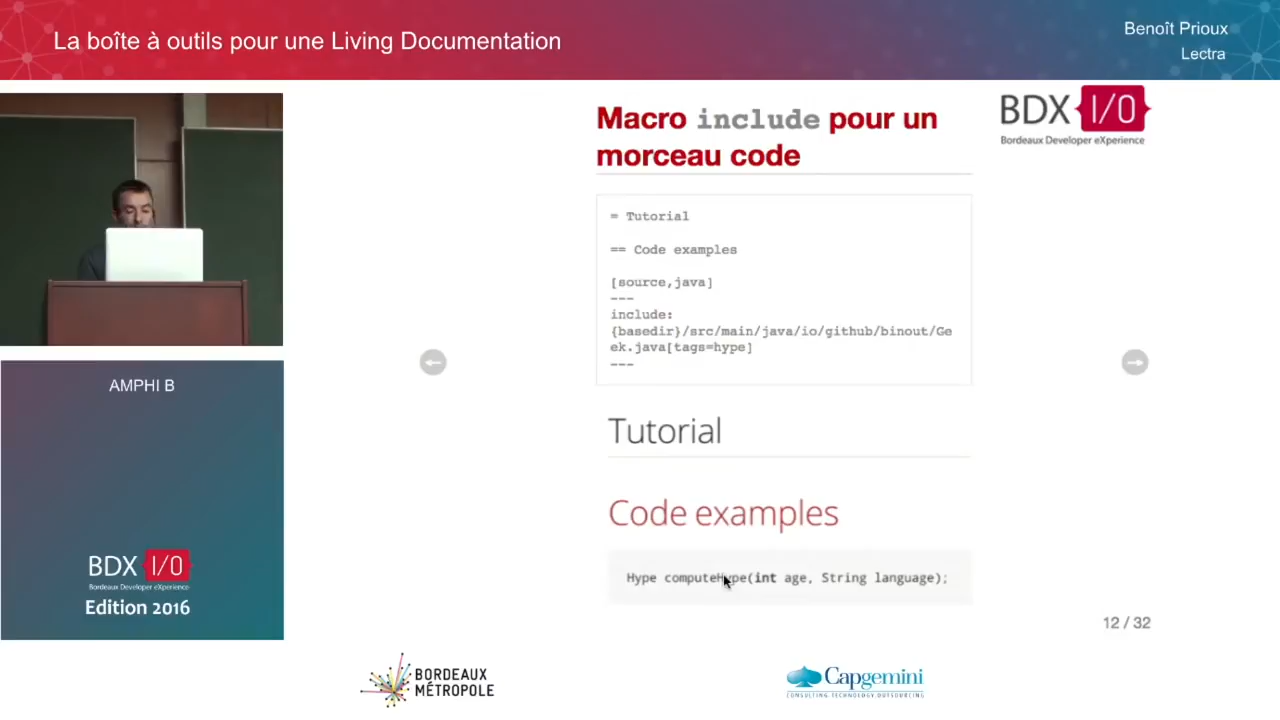 La boîte à outils pour une Living Documentation
Benoît Prioux
Lectra
BDX I/O
Bordeaux Developer eXperience
Macro include pour un
morceau code
= Tutorial
== Code examples
[source,java]
---
include:
{basedir}/src/main/java/io/github/binout/Ge
ek.java[tags=hype]
---
Tutorial
Code examples
Hype computeHype(int age, String language);
12 / 32
AMPHI B
BDX I/O
Bordeaux Developer eXperience
Edition 2016
BORDEAUX
MÉTROPOLE
Capgemini
CONSULTING.TECHNOLOGY.OUTSOURCING